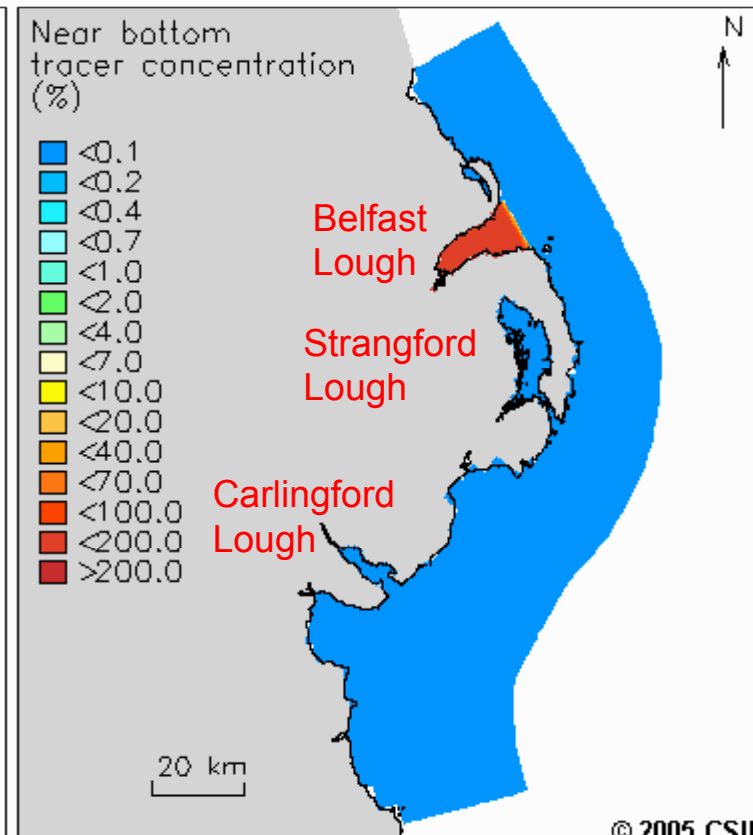 Near bottom
tracer concentration
(%)
<0.1
<0.2
<0.4
<0.7
<1.0
<2.0
<4.0
<7.0
<10.0
<20.0
<40.0
<70.0
<100.0
<200.0
>200.0
N
Belfast
Lough
Strangford
Lough
Carlingford
Lough
20 km
© 2005